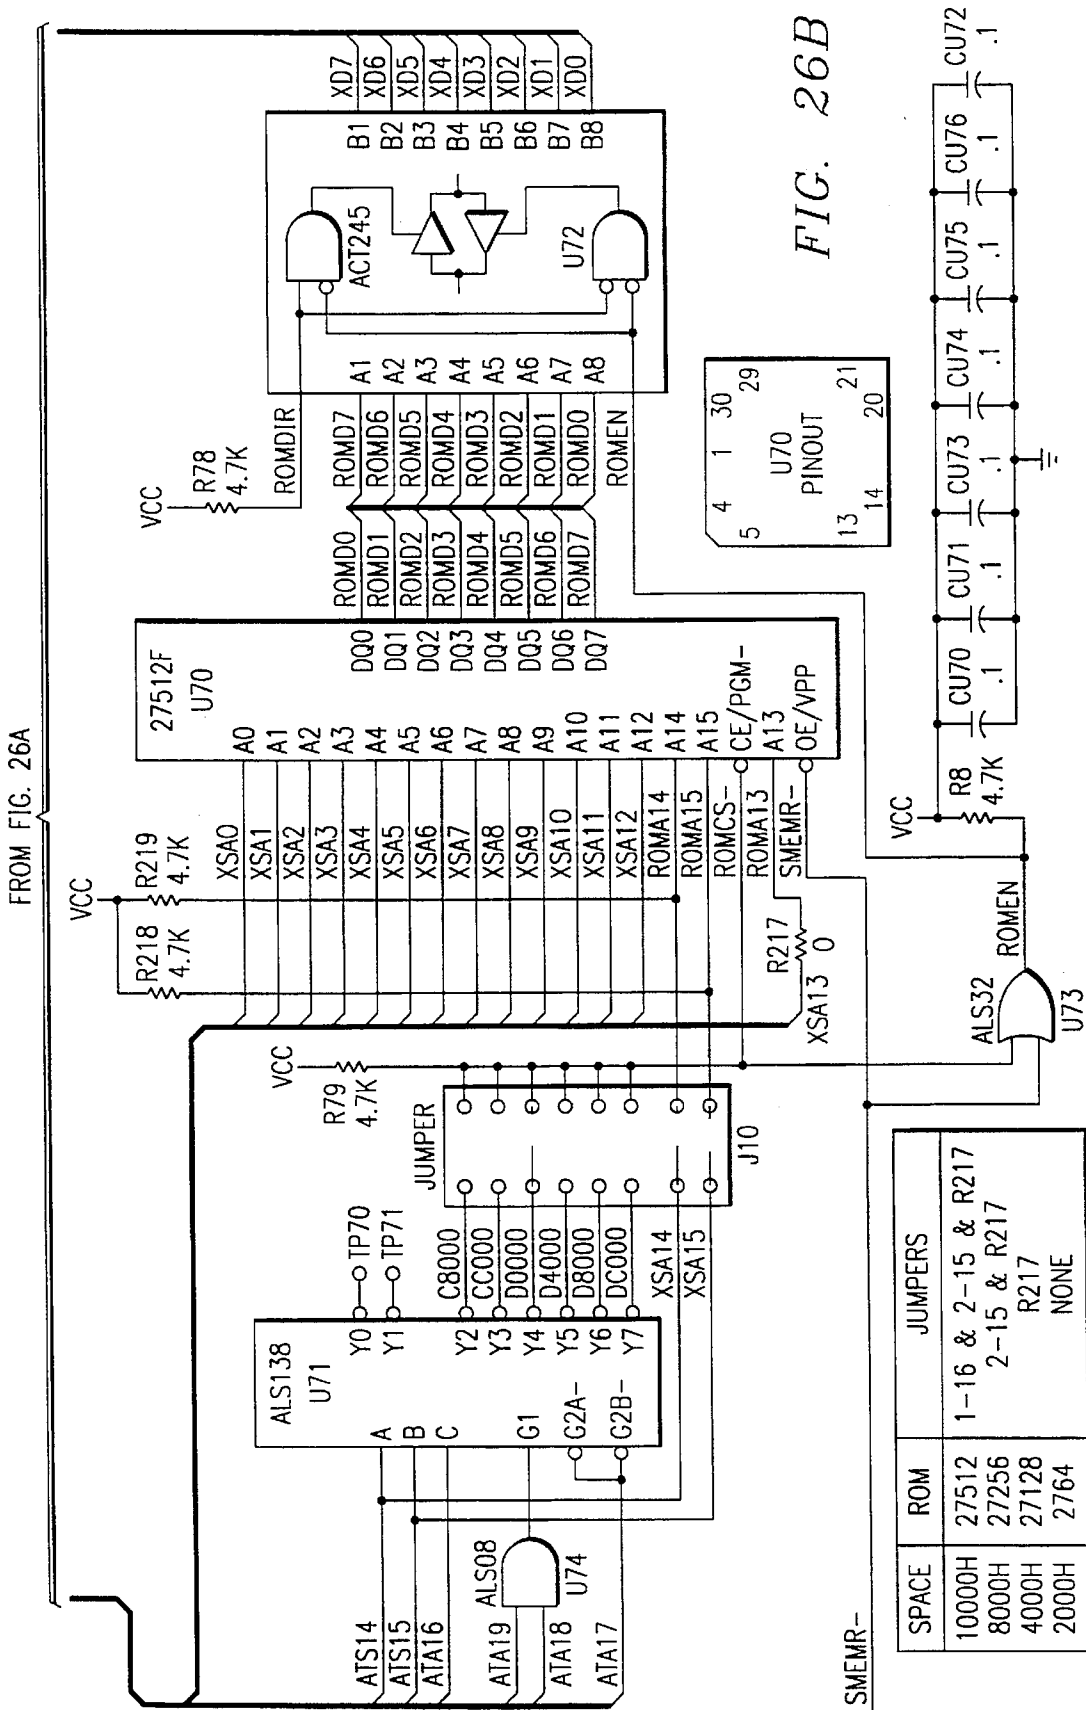 FROM FIG. 26A
ATS14
ATS15
ATA16
ATA19
ATA18
ATA17
ALS08
U74
ALS138
U71
A
B
C
G1
G2A-
G2B-
Y0
Y1
Y2
Y3
Y4
Y5
Y6
Y7
TP70
TP71
C8000
CC000
D0000
D4000
D8000
DC000
XSA14
XSA15
JUMPER
J10
VCC
R79
4.7K
VCC
R218
4.7K
R219
4.7K
XSA0
XSA1
XSA2
XSA3
XSA4
XSA5
XSA6
XSA7
XSA8
XSA9
XSA10
XSA11
XSA12
ROMA14
ROMA15
ROMCS-
ROMA13
SMEMR-
R217
0
XSA13
27512F
U70
A0
A1
A2
A3
A4
A5
A6
A7
A8
A9
A10
A11
A12
A14
A15
CE/PGM-
A13
OE/VPP
DQ0
DQ1
DQ2
DQ3
DQ4
DQ5
DQ6
DQ7
ROMD0
ROMD1
ROMD2
ROMD3
ROMD4
ROMD5
ROMD6
ROMD7
VCC
R78
4.7K
ROMDIR
ROMD7
ROMD6
ROMD5
ROMD4
ROMD3
ROMD2
ROMD1
ROMD0
ROMEN
A1
A2
A3
A4
A5
A6
A7
A8
ACT245
U72
B1
B2
B3
B4
B5
B6
B7
B8
XD7
XD6
XD5
XD4
XD3
XD2
XD1
XD0
4 1 30
5 29
U70
PINOUT
13 21
14 20
FIG. 26B
SMEMR-
ALS32
U73
ROMEN
VCC
R8
4.7K
CU70
.1
CU71
.1
CU73
.1
CU74
.1
CU75
.1
CU76
.1
CU72
.1
SPACE ROM JUMPERS
10000H 27512 1-16 & 2-15 & R217
8000H 27256 2-15 & R217
4000H 27128 R217
2000H 2764 NONE